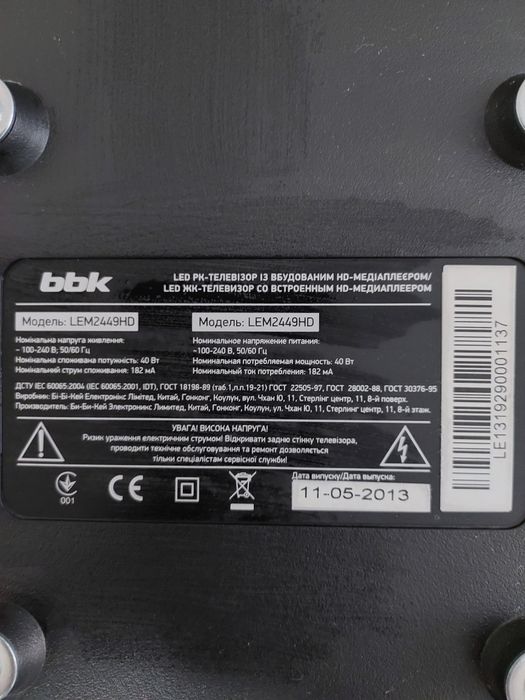 bbk
LED РК-ТЕЛЕВІЗОР ІЗ ВБУДОВАНИМ HD-МЕДІАПЛЕЄРОМ/
LED ЖК-ТЕЛЕВИЗОР СО ВСТРОЕННЫМ HD-МЕДИАПЛЕЕРОМ
Модель: LEM2449HD
Номінальна напруга живлення:
~100-240 В, 50/60 Гц
Номінальна споживана потужність: 40 Вт
Номінальний струм споживання: 182 мА
Модель: LEM2449HD
Номинальное напряжение питания:
~100-240 В, 50/60 Гц
Номинальная потребляемая мощность: 40 Вт
Номинальный ток потребления: 182 мА
ДСТУ IEC 60065:2004 (IEC 60065:2001, IDT), ГОСТ 18198-89 (таб.1,п.п.19-21) ГОСТ 22505-97, ГОСТ 28002-88, ГОСТ 30376-95
Виробник: Бі-Бі-Кей Електронікс Лімітед, Китай, Гонконг, Коулун, вул. Чхан Ю, 11, Стерлінг центр, 11, 8-й поверх.
Производитель: Би-Би-Кей Электроникс Лимитед, Китай, Гонконг, Коулун, ул. Чхан Ю, 11, Стерлинг центр, 11, 8-й этаж.
УВАГА! ВИСОКА НАПРУГА!
Ризик ураження електричним струмом! Відкривати задню стінку телевізора,
проводити технічне обслуговування та ремонт дозволяється
тільки спеціалістам сервісної служби!
001
CE
Дата випуску/Дата выпуска:
11-05-2013
LE1319290001137